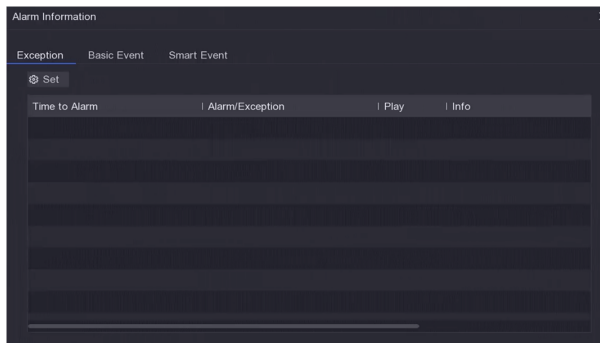 Alarm Information
Exception Basic Event Smart Event
Set
Time to Alarm Alarm/Exception Play Info